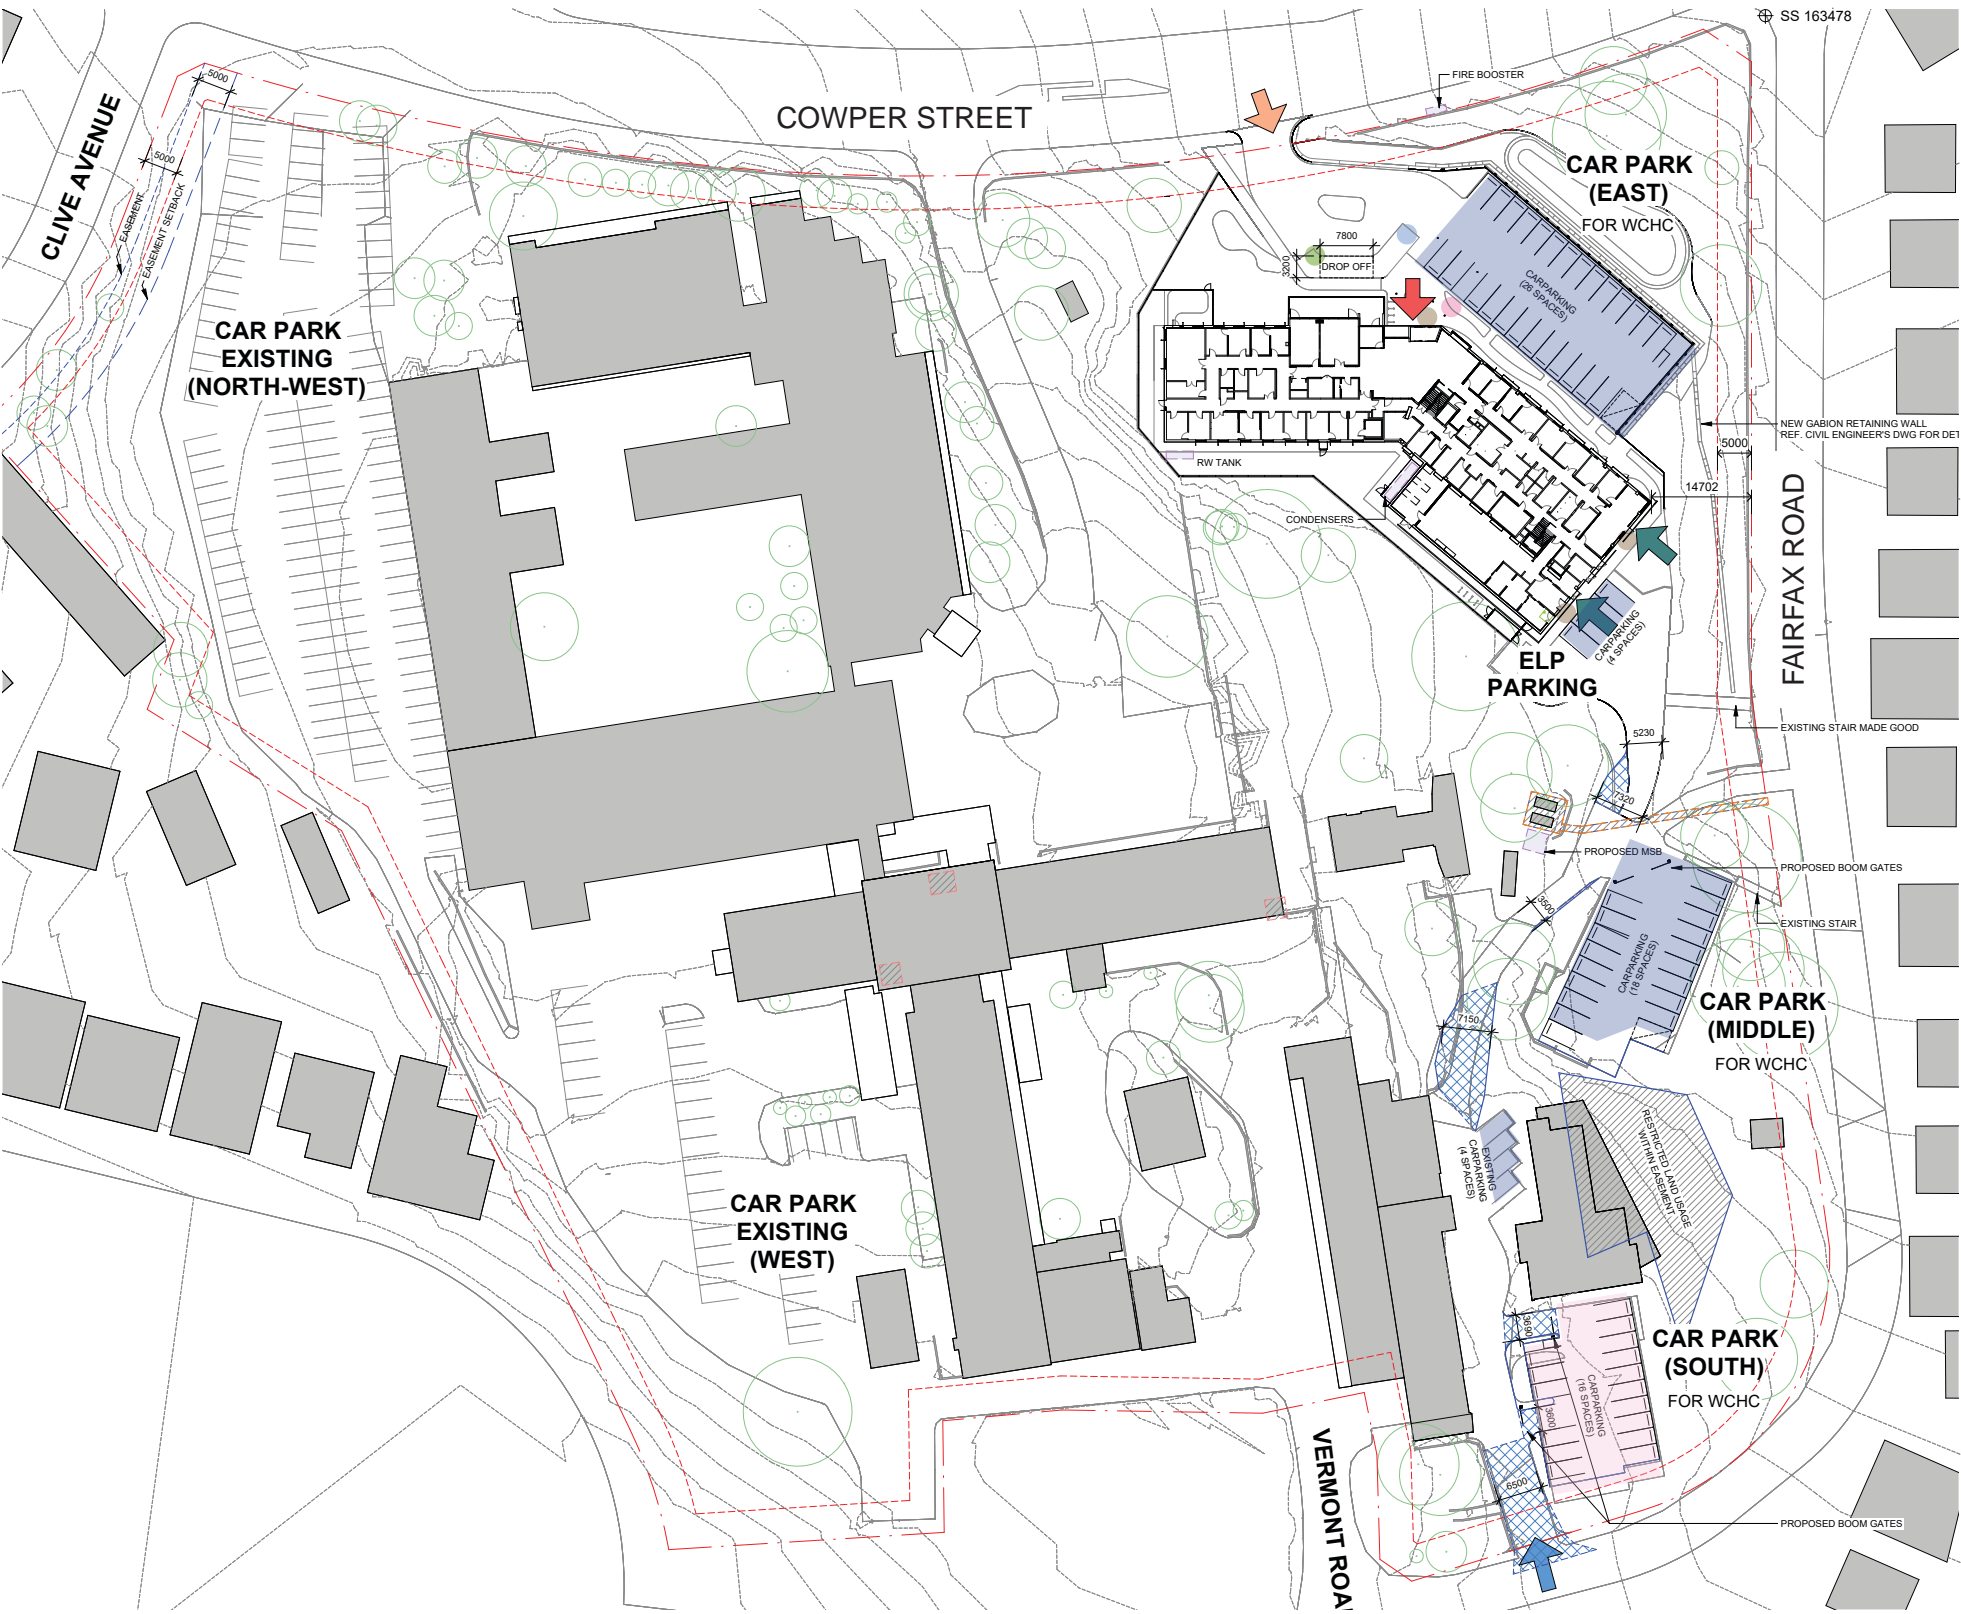 SS 163478
FIRE BOOSTER
5000
COWPER STREET
CLIVE AVENUE
5000
EASEMENT
EASEMENT SETBACK
CAR PARK
(EAST)
FOR WCHC
7800
3200
DROP OFF
CARPARKING
(28 SPACES)
CAR PARK
EXISTING
(NORTH-WEST)
NEW GABION RETAINING WALL
REF. CIVIL ENGINEER'S DWG FOR DET
5000
RW TANK
14702
CONDENSERS
FAIRFAX ROAD
CARPARKING
(4 SPACES)
ELP
PARKING
EXISTING STAIR MADE GOOD
5230
7320
PROPOSED MSB
PROPOSED BOOM GATES
3500
EXISTING STAIR
CARPARKING
(18 SPACES)
CAR PARK
(MIDDLE)
FOR WCHC
7150
RESTRICTED LAND USAGE
WITHIN EASEMENT
EXISTING
CARPARKING
(4 SPACES)
CAR PARK
EXISTING
(WEST)
3690
CAR PARK
(SOUTH)
FOR WCHC
CARPARKING
(16 SPACES)
3600
VERMONT ROA
6500
PROPOSED BOOM GATES